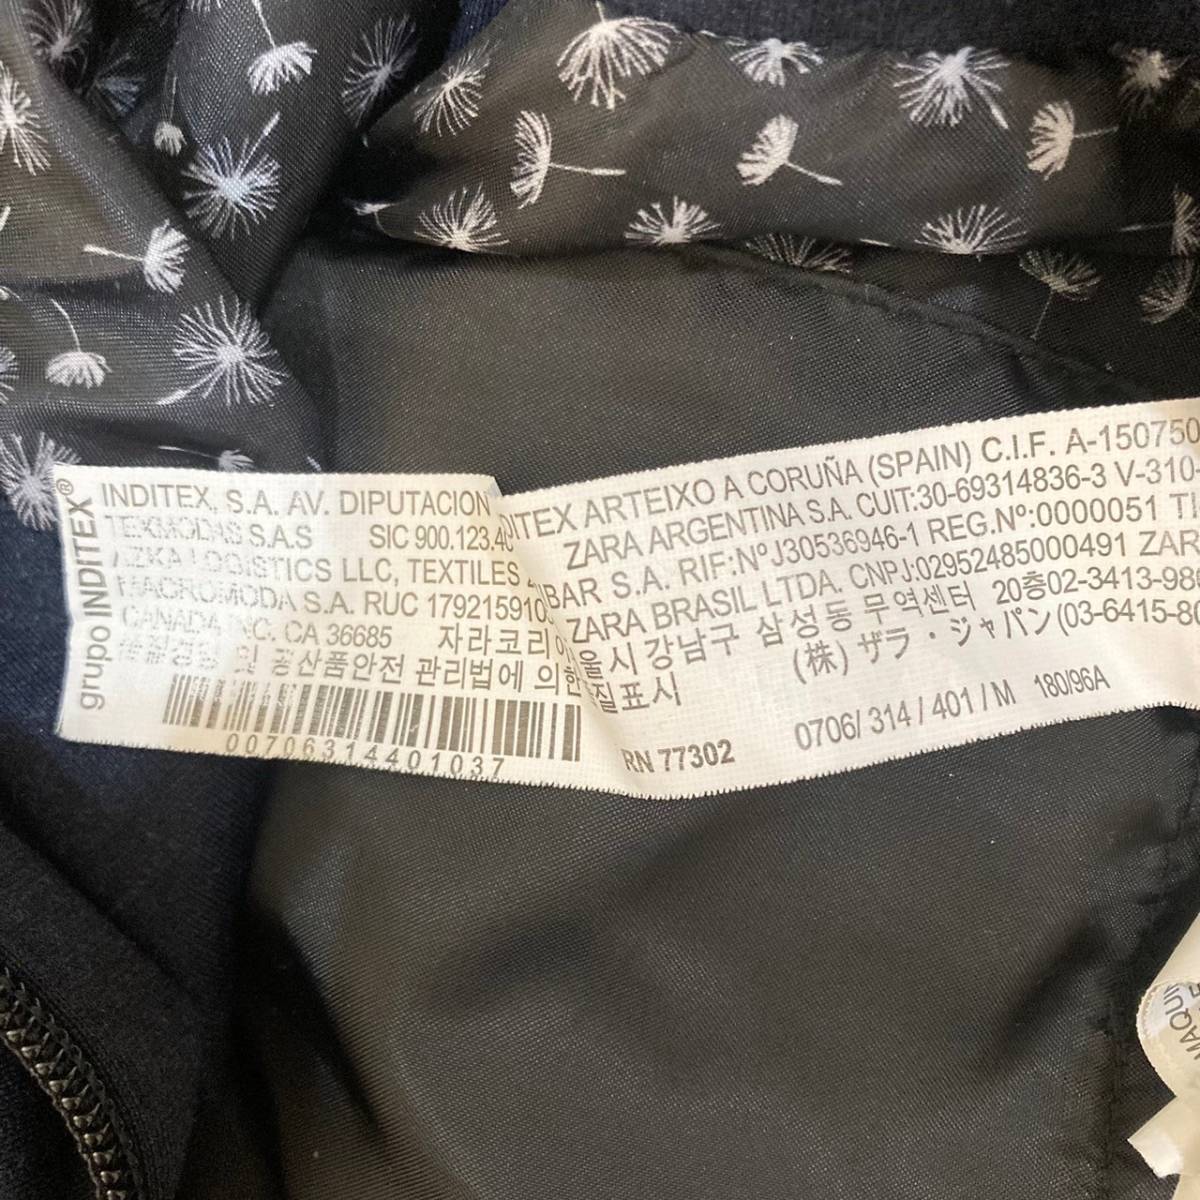 grupo INDITEX®
INDITEX, S.A. AV. DIPUTACION DITEX ARTEIXO A CORUÑA (SPAIN) C.I.F. A-150750
TEXMODAS S.A.S SIC 900.123.40 ZARA ARGENTINA S.A. CUIT:30-69314836-3 V-310
LOGISTICS LLC, TEXTILES BAR S.A. RIF:NºJ30536946-1 REG.Nº:0000051
MACROMODA S.A. RUC 179215910 ZARA BRASIL LTDA. CNPJ:02952485000491 ZAR
CANADA INC. CA 36685 자라코리아 울시 강남구 삼성동 무역센터 20층02-3413-98
및 공산품안전 관리법에 의한 질표시 (株) ザラ・ジャパン(03-6415-80
00706314401037
RN 77302
0706/ 314 / 401 / M 180/96A
MAQUI